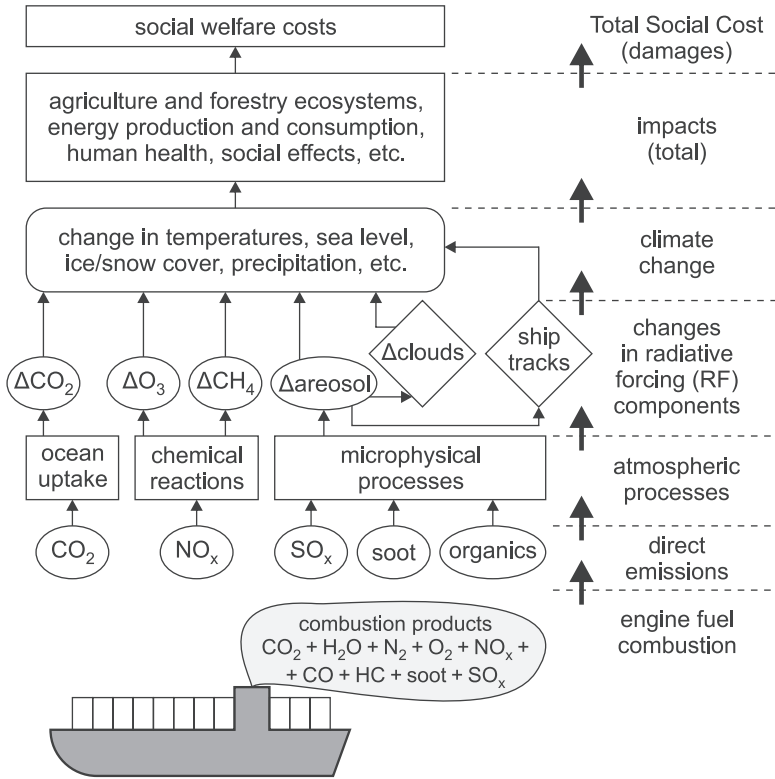 social welfare costs
Total Social Cost
(damages)
agriculture and forestry ecosystems,
energy production and consumption,
human health, social effects, etc.
impacts
(total)
change in temperatures, sea level,
ice/snow cover, precipitation, etc.
climate
change
ΔCO₂
ΔO₃
ΔCH₄
Δareosol
Δclouds
ship
tracks
changes
in radiative
forcing (RF)
components
ocean
uptake
chemical
reactions
microphysical
processes
atmospheric
processes
CO₂
NOₓ
SOₓ
soot
organics
direct
emissions
combustion products
CO₂ + H₂O + N₂ + O₂ + NOₓ +
+ CO + HC + soot + SOₓ
engine fuel
combustion